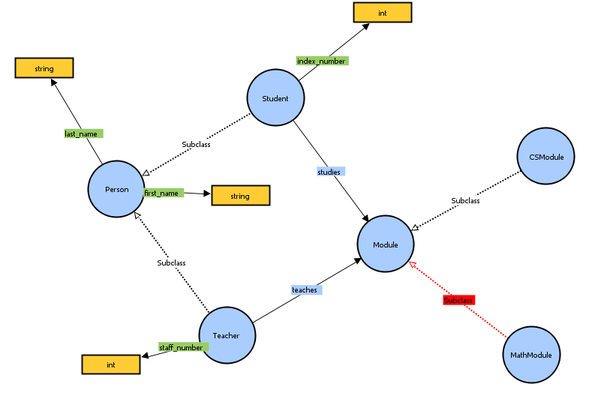 int
index_number
string
Student
last_name
Subclass
CSModule
studies
Person
first_name
string
Subclass
Module
Subclass
teaches
Subclass
Teacher
staff_number
MathModule
int